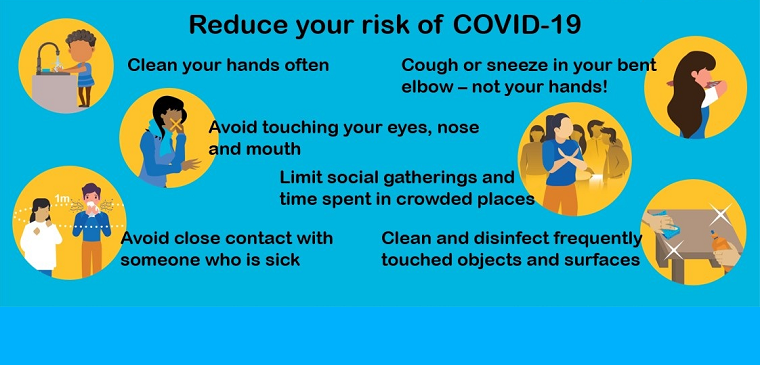 Reduce your risk of COVID-19
Clean your hands often
Cough or sneeze in your bent
elbow – not your hands!
Avoid touching your eyes, nose
and mouth
Limit social gatherings and
time spent in crowded places
1m
Avoid close contact with
someone who is sick
Clean and disinfect frequently
touched objects and surfaces